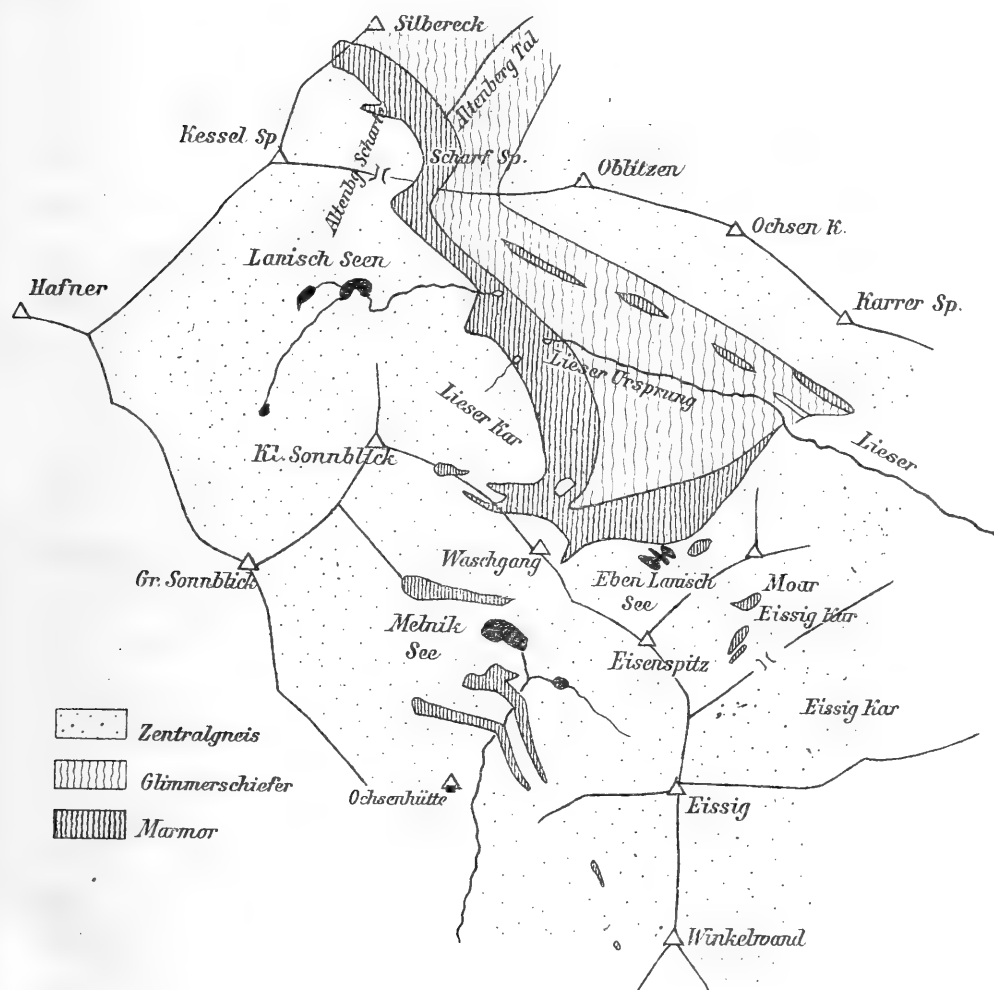 Silbereck
Altenberg Tal
Kessel Sp.
Altenbg. Scharte
Scharf Sp.
Oblitzen
Ochsen K.
Lanisch Seen
Hafner
Karrer Sp.
Lieser Ursprung
Lieser Kar
Lieser
Kl. Sonnblick
Waschgang
Gr. Sonnblick
Eben Lanisch
See
Moar
Eissig Kar
Melnik
See
Eisenspitz
Eissig Kar
Zentralgneis
Glimmerschiefer
Marmor
Ochsenhütte
Eissig
Winkelwand